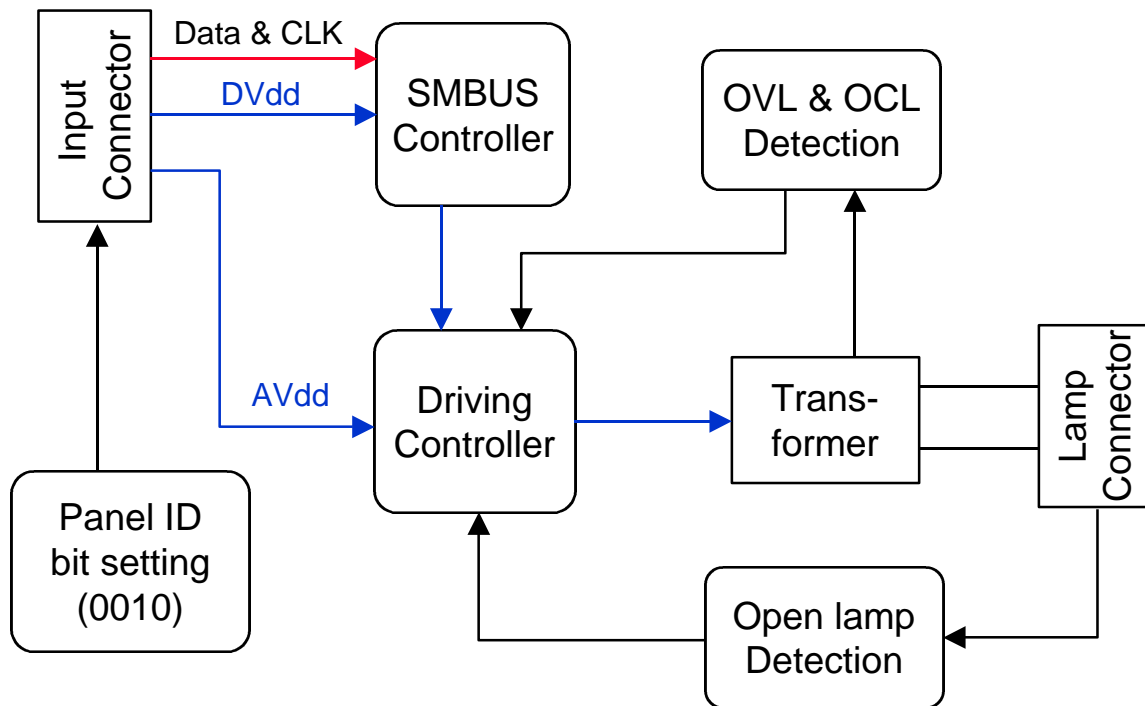 Input
Connector
Data & CLK
DVdd
SMBUS
Controller
OVL & OCL
Detection
AVdd
Driving
Controller
Trans-
former
Lamp
Connector
Panel ID
bit setting
(0010)
Open lamp
Detection